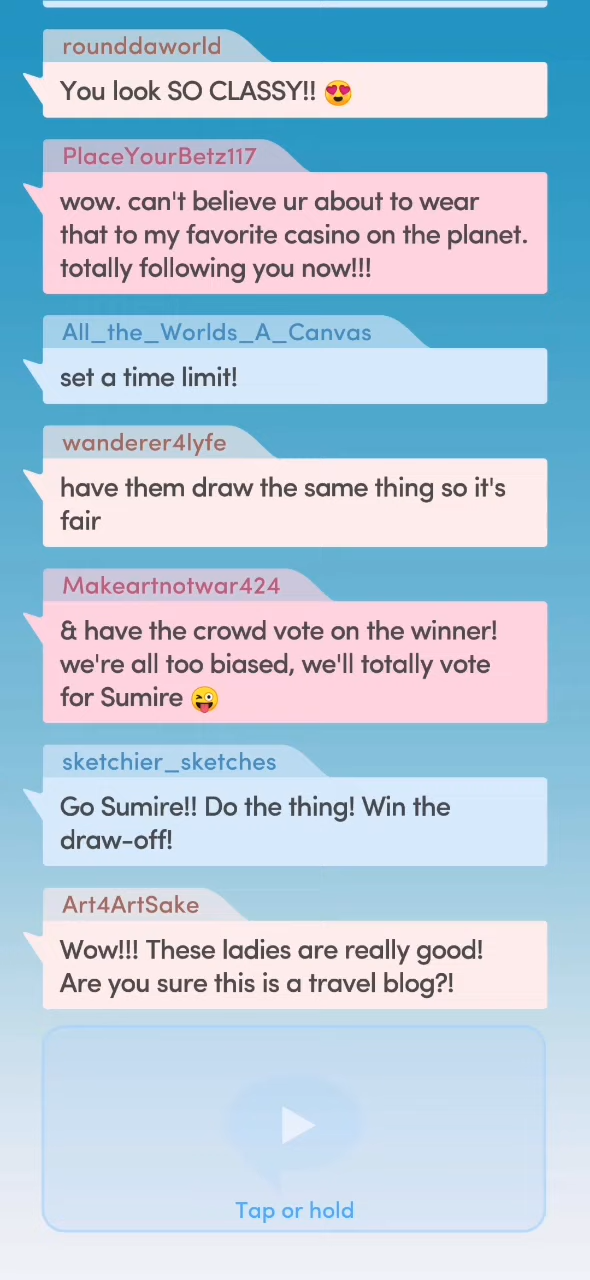 rounddaworld
You look SO CLASSY!! 😍
PlaceYourBetz117
wow. can't believe ur about to wear
that to my favorite casino on the planet.
totally following you now!!!
All_the_Worlds_A_Canvas
set a time limit!
wanderer4lyfe
have them draw the same thing so it's
fair
Makeartnotwar424
& have the crowd vote on the winner!
we're all too biased, we'll totally vote
for Sumire 😜
sketchier_sketches
Go Sumire!! Do the thing! Win the
draw-off!
Art4ArtSake
Wow!!! These ladies are really good!
Are you sure this is a travel blog?!
Tap or hold